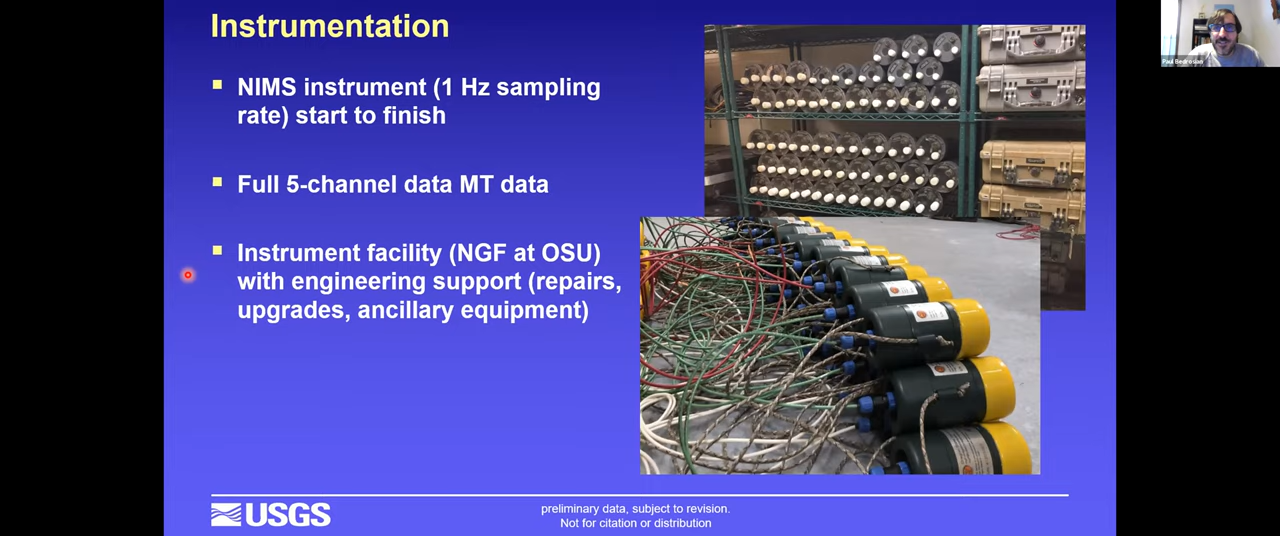 Instrumentation
NIMS instrument (1 Hz sampling
rate) start to finish
Full 5-channel data MT data
Instrument facility (NGF at OSU)
with engineering support (repairs,
upgrades, ancillary equipment)
USGS
preliminary data, subject to revision.
Not for citation or distribution
Paul Bedrosian